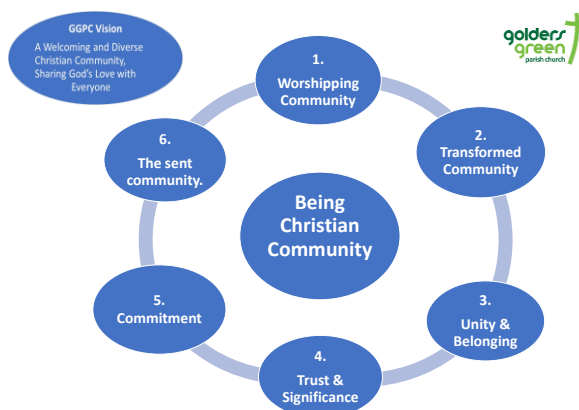 GGPC Vision
A Welcoming and Diverse
Christian Community,
Sharing God's Love with
Everyone
golders
green
parish church
1.
Worshipping
Community
2.
Transformed
Community
3.
Unity &
Belonging
4.
Trust &
Significance
5.
Commitment
6.
The sent
community.
Being
Christian
Community